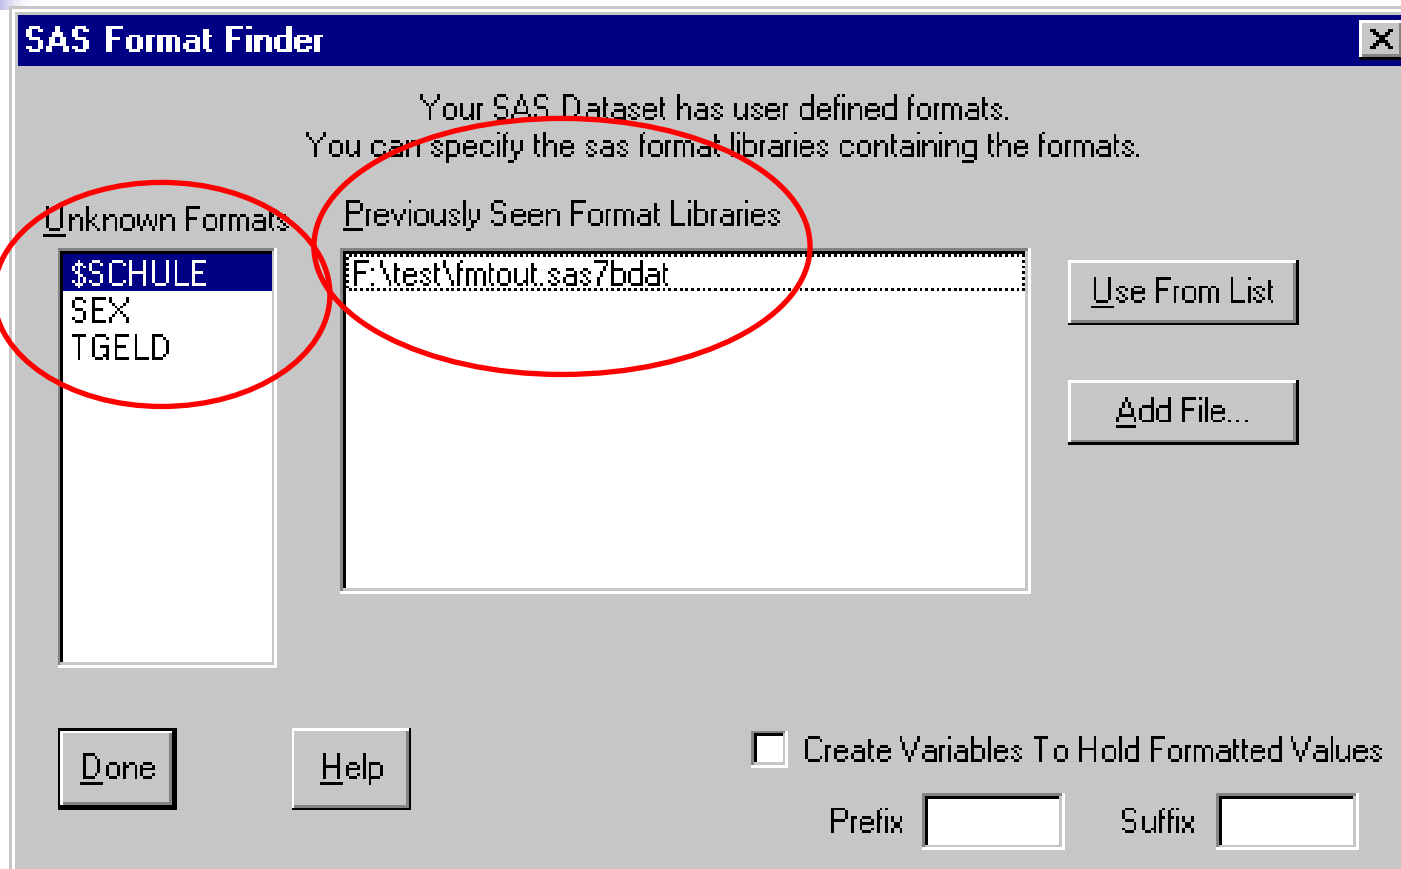 SAS Format Finder
Your SAS Dataset has user defined formats.
You can specify the sas format libraries containing the formats.
Unknown Formats
Previously Seen Format Libraries
$SCHULE
SEX
TGELD
F:\test\fmtout.sas7bdat
Use From List
Add File...
Done
Help
Create Variables To Hold Formatted Values
Prefix
Suffix